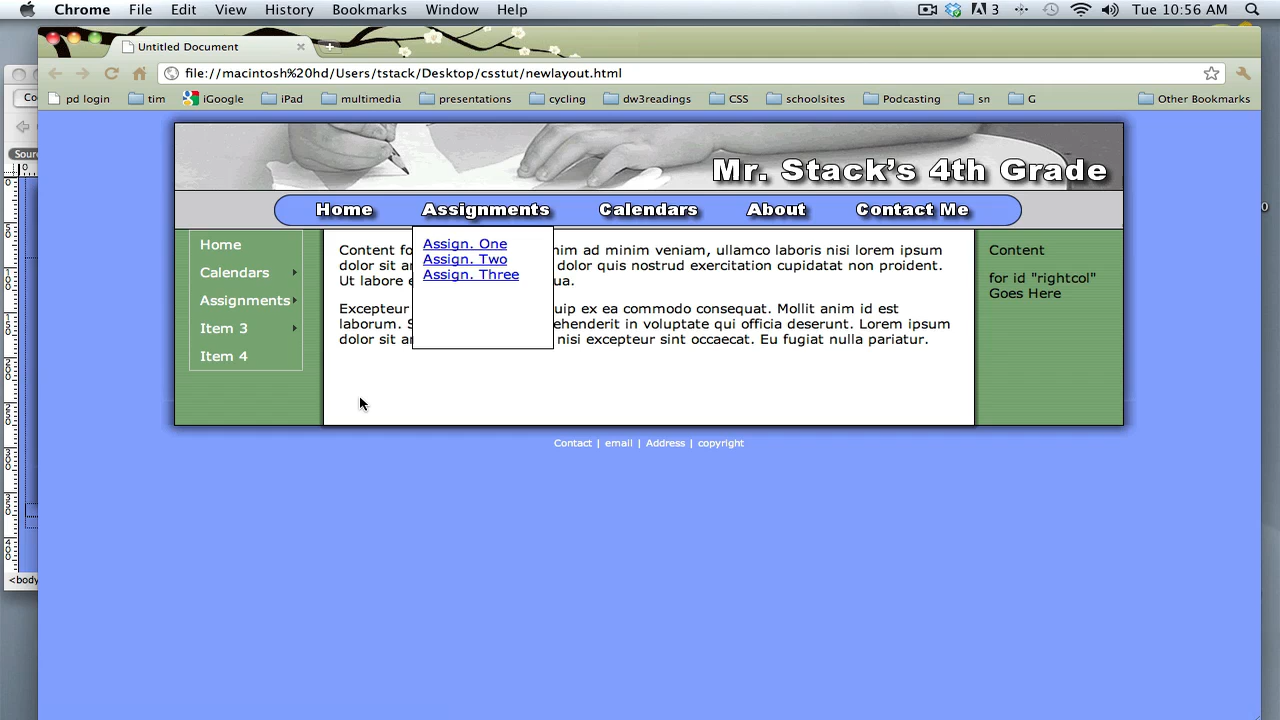 Chrome File Edit View History Bookmarks Window Help 3 Tue 10:56 AM
Untitled Document
file://macintosh%20hd/Users/tstack/Desktop/csstut/newlayout.html
pd login tim iGoogle iPad multimedia presentations cycling dw3readings CSS schoolsites Podcasting sn G Other Bookmarks
Mr. Stack's 4th Grade
Home Assignments Calendars About Contact Me
Home
Calendars
Assignments
Item 3
Item 4
Assign. One
Assign. Two
Assign. Three
Content fo nim ad minim veniam, ullamco laboris nisi lorem ipsum
dolor sit ar dolor quis nostrud exercitation cupidatat non proident.
Ut labore e ua.
Excepteur uip ex ea commodo consequat. Mollit anim id est
laborum. S ehenderit in voluptate qui officia deserunt. Lorem ipsum
dolor sit ar nisi excepteur sint occaecat. Eu fugiat nulla pariatur.
Content
for id "rightcol"
Goes Here
Contact | email | Address | copyright
Co
Sourc
<body